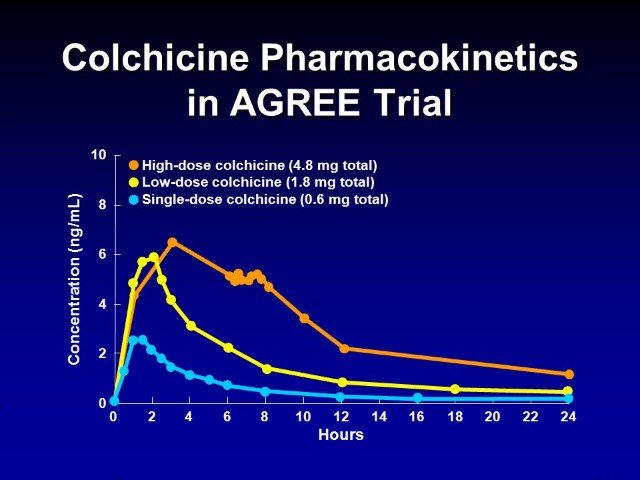 Colchicine Pharmacokinetics
in AGREE Trial
High-dose colchicine (4.8 mg total)
Low-dose colchicine (1.8 mg total)
Single-dose colchicine (0.6 mg total)
Concentration (ng/mL)
10
8
6
4
2
0
0 2 4 6 8 10 12 14 16 18 20 22 24
Hours